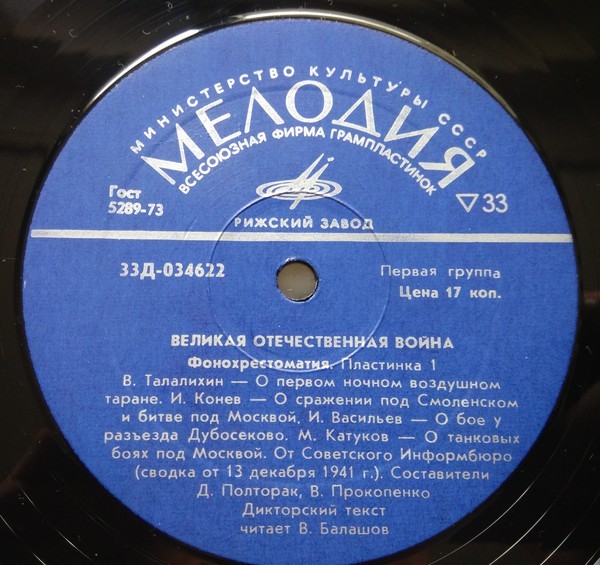 МИНИСТЕРСТВО КУЛЬТУРЫ СССР
МЕЛОДИЯ
ВСЕСОЮЗНАЯ ФИРМА ГРАМПЛАСТИНОК
Гост
5289-73
▽33
РИЖСКИЙ ЗАВОД
33Д-034622
Первая группа
Цена 17 коп.
ВЕЛИКАЯ ОТЕЧЕСТВЕННАЯ ВОЙНА
Фонохрестоматия. Пластинка 1
В. Талалихин — О первом ночном воздушном
таране. И. Конев — О сражении под Смоленском
и битве под Москвой, И. Васильев — О бое у
разъезда Дубосеково. М. Катуков — О танковых
боях под Москвой. От Советского Информбюро
(сводка от 13 декабря 1941 г.). Составители
Д. Полторак, В. Прокопенко
Дикторский текст
читает В. Балашов